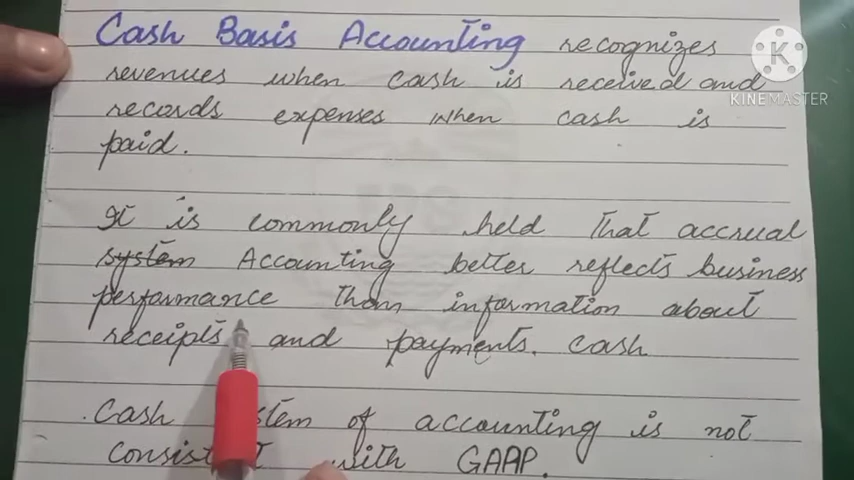 Cash Basis Accounting recognizes
revenues when cash is received and
records expenses when cash is
paid.
It is commonly held that accrual
system Accounting better reflects business
performance than information about
receipts and payments. Cash
Cash of accounting is not
with GAAP.
KINEMASTER